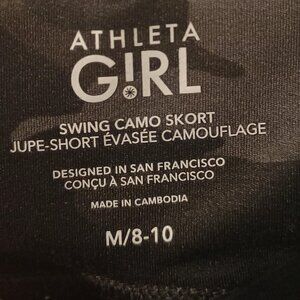 ATHLETA
G!RL
SWING CAMO SKORT
JUPE-SHORT ÉVASÉE CAMOUFLAGE
DESIGNED IN SAN FRANCISCO
CONÇU À SAN FRANCISCO
MADE IN CAMBODIA
M/8-10